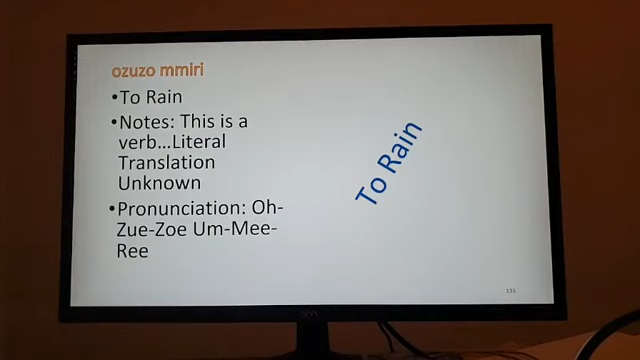 ozuzo mmiri
•To Rain
•Notes: This is a
verb...Literal
Translation
Unknown
•Pronunciation: Oh-
Zue-Zoe Um-Mee-
Ree
To Rain
133